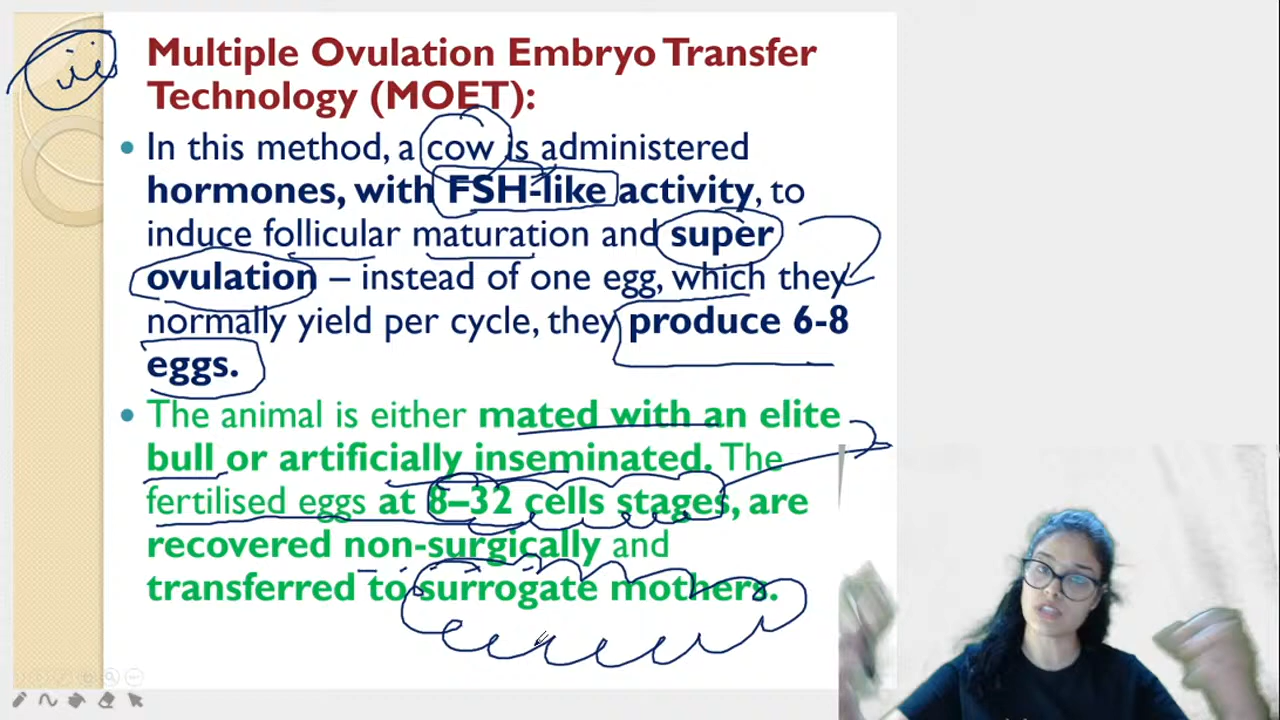 iii
Multiple Ovulation Embryo Transfer
Technology (MOET):
• In this method, a cow is administered
hormones, with FSH-like activity, to
induce follicular maturation and super
ovulation – instead of one egg, which they
normally yield per cycle, they produce 6-8
eggs.
• The animal is either mated with an elite
bull or artificially inseminated. The
fertilised eggs at 8–32 cells stages, are
recovered non-surgically and
transferred to surrogate mothers.